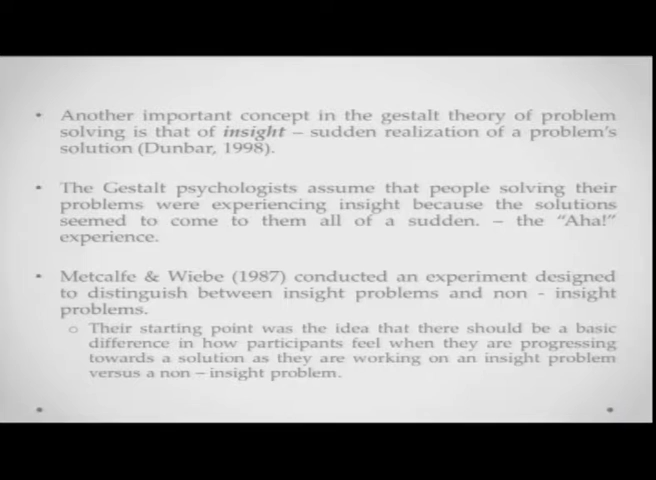 • Another important concept in the gestalt theory of problem
solving is that of insight – sudden realization of a problem's
solution (Dunbar, 1998).
• The Gestalt psychologists assume that people solving their
problems were experiencing insight because the solutions
seemed to come to them all of a sudden. – the "Aha!"
experience.
• Metcalfe & Wiebe (1987) conducted an experiment designed
to distinguish between insight problems and non - insight
problems.
o Their starting point was the idea that there should be a basic
difference in how participants feel when they are progressing
towards a solution as they are working on an insight problem
versus a non – insight problem.